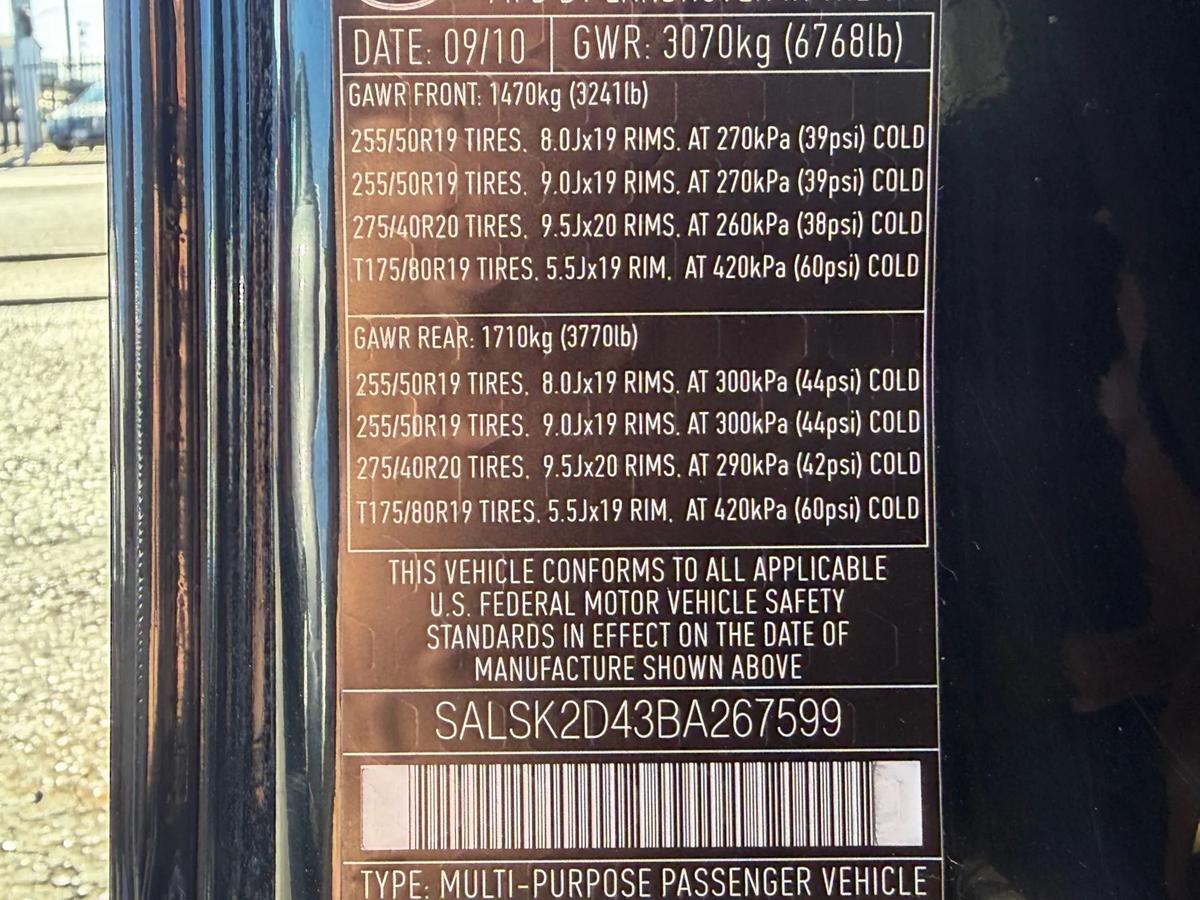 DATE: 09/10 GWR: 3070kg (6768lb)
GAWR FRONT: 1470kg (3241lb)
255/50R19 TIRES. 8.0Jx19 RIMS. AT 270kPa (39psi) COLD
255/50R19 TIRES. 9.0Jx19 RIMS. AT 270kPa (39psi) COLD
275/40R20 TIRES. 9.5Jx20 RIMS. AT 260kPa (38psi) COLD
T175/80R19 TIRES. 5.5Jx19 RIM. AT 420kPa (60psi) COLD
GAWR REAR: 1710kg (3770lb)
255/50R19 TIRES. 8.0Jx19 RIMS. AT 300kPa (44psi) COLD
255/50R19 TIRES. 9.0Jx19 RIMS. AT 300kPa (44psi) COLD
275/40R20 TIRES. 9.5Jx20 RIMS. AT 290kPa (42psi) COLD
T175/80R19 TIRES. 5.5Jx19 RIM. AT 420kPa (60psi) COLD
THIS VEHICLE CONFORMS TO ALL APPLICABLE
U.S. FEDERAL MOTOR VEHICLE SAFETY
STANDARDS IN EFFECT ON THE DATE OF
MANUFACTURE SHOWN ABOVE
SALSK2D43BA267599
TYPE: MULTI-PURPOSE PASSENGER VEHICLE